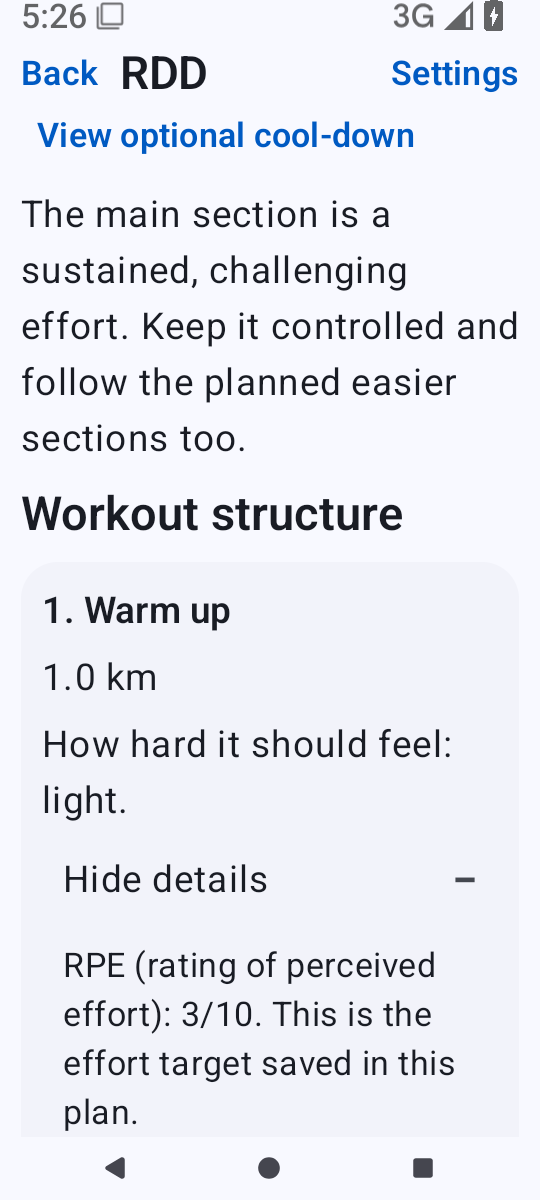 5:26
3G
Back RDD Settings
View optional cool-down
The main section is a
sustained, challenging
effort. Keep it controlled and
follow the planned easier
sections too.
Workout structure
1. Warm up
1.0 km
How hard it should feel:
light.
Hide details −
RPE (rating of perceived
effort): 3/10. This is the
effort target saved in this
plan.